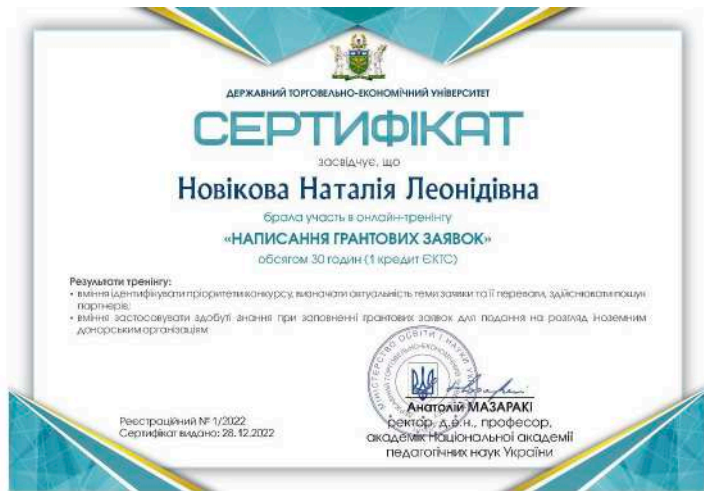 ДЕРЖАВНИЙ ТОРГОВЕЛЬНО-ЕКОНОМІЧНИЙ УНІВЕРСИТЕТ
СЕРТИФІКАТ
засвідчує, що
Новікова Наталія Леонідівна
брала участь в онлайн-тренінгу
«НАПИСАННЯ ГРАНТОВИХ ЗАЯВОК»
обсягом 30 годин (1 кредит ЄКТС)
Результати тренінгу:
• вміння ідентифікувати пріоритети конкурсу, визначати актуальність теми заявки та її переваги, здійснювати пошук
партнерів;
• вміння застосовувати здобуті знання при заповненні грантових заявок для подання на розгляд іноземним
донорським організаціям
МІНІСТЕРСТВО ОСВІТИ І НАУКИ
Анатолій МАЗАРАКІ
ректор, д.е.н., професор,
академік Національної академії
педагогічних наук України
Реєстраційний № 1/2022
Сертифікат видано: 28.12.2022